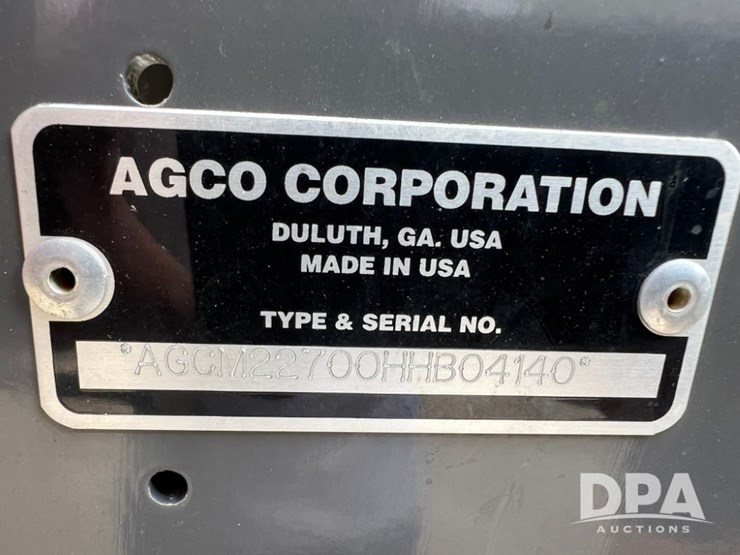 AGCO CORPORATION
DULUTH, GA. USA
MADE IN USA
TYPE & SERIAL NO.
*AGCM22700HHB04140*
DPA
AUCTIONS